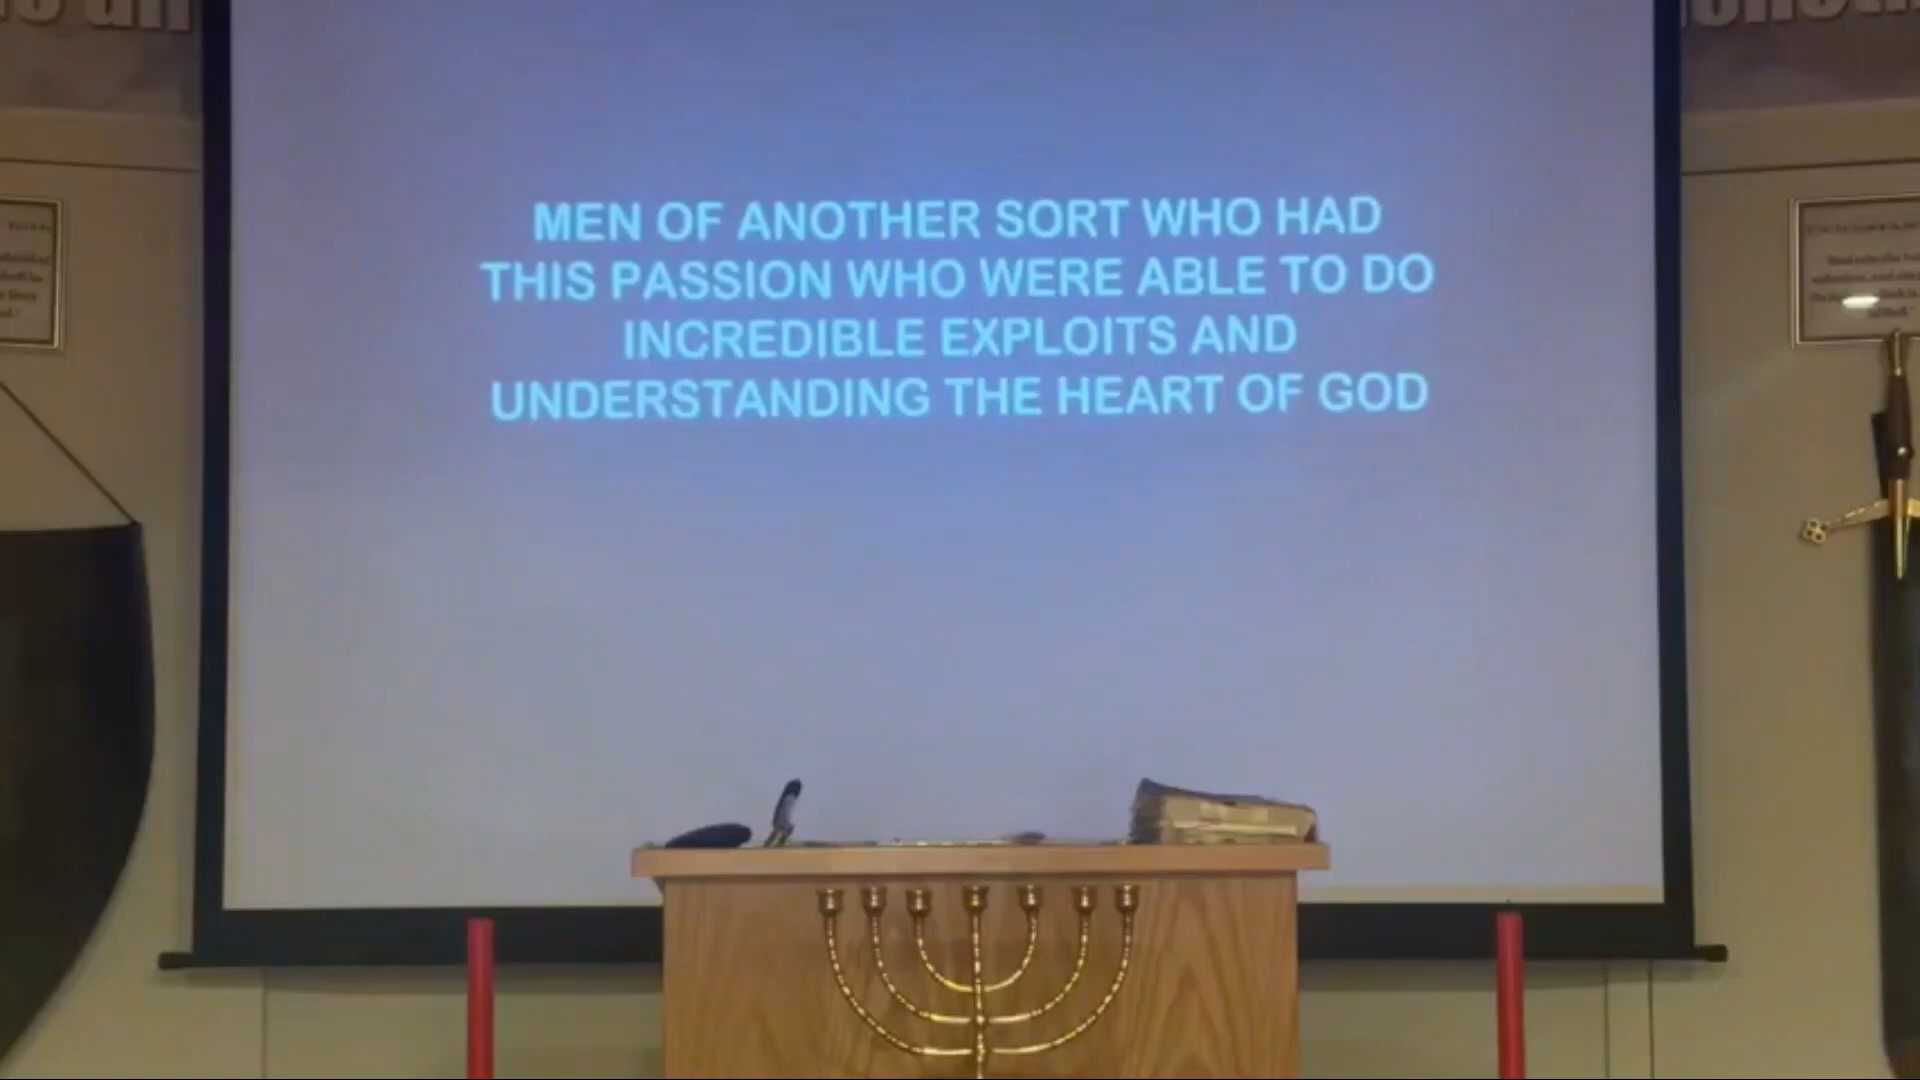 MEN OF ANOTHER SORT WHO HAD
THIS PASSION WHO WERE ABLE TO DO
INCREDIBLE EXPLOITS AND
UNDERSTANDING THE HEART OF GOD